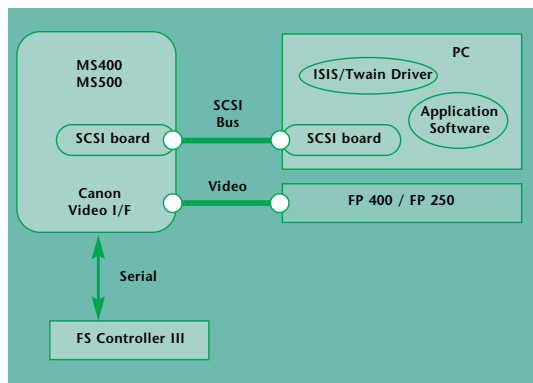 MS400
MS500
SCSI board
Canon
Video I/F
SCSI
Bus
Video
Serial
PC
ISIS/Twain Driver
Application
Software
SCSI board
FP 400 / FP 250
FS Controller III